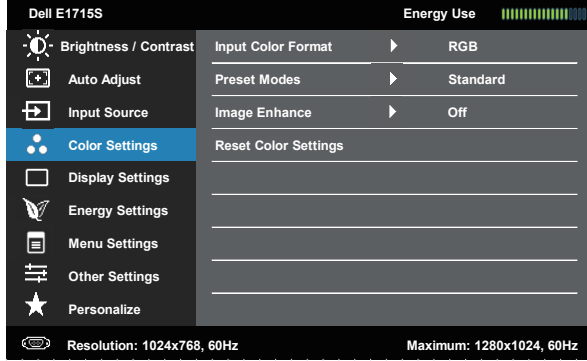 Dell E1715S Energy Use
Brightness / Contrast Input Color Format RGB
Auto Adjust Preset Modes Standard
Input Source Image Enhance Off
Color Settings Reset Color Settings
Display Settings
Energy Settings
Menu Settings
Other Settings
Personalize
Resolution: 1024x768, 60Hz Maximum: 1280x1024, 60Hz